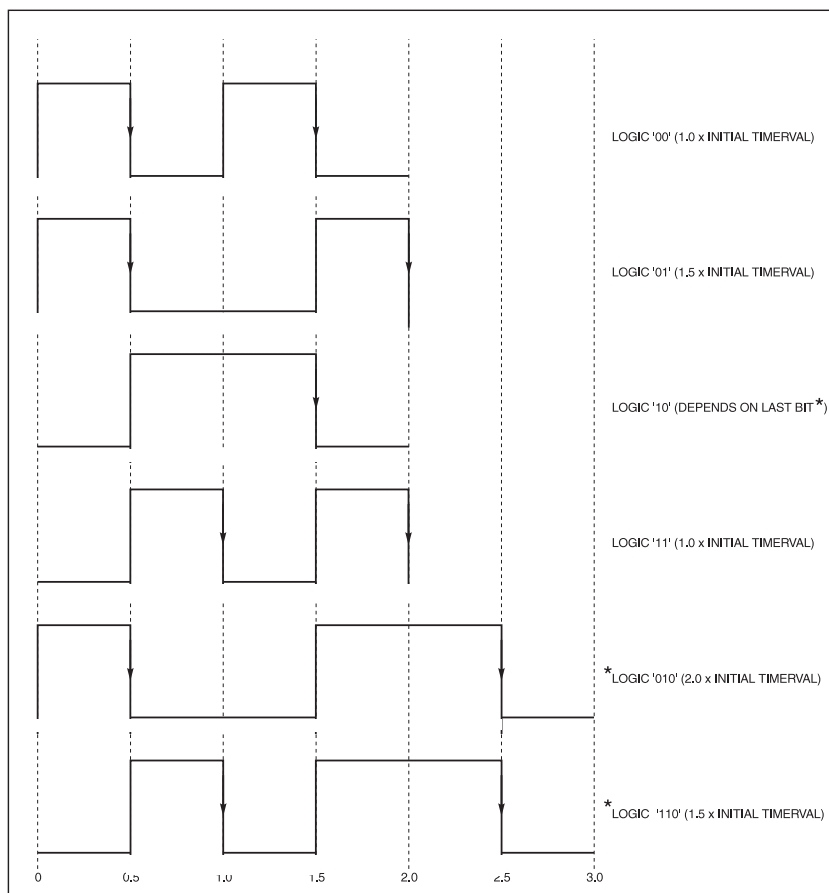 LOGIC '00' (1.0 x INITIAL TIMERVAL)
LOGIC '01' (1.5 x INITIAL TIMERVAL)
LOGIC '10' (DEPENDS ON LAST BIT*)
LOGIC '11' (1.0 x INITIAL TIMERVAL)
*LOGIC '010' (2.0 x INITIAL TIMERVAL)
*LOGIC '110' (1.5 x INITIAL TIMERVAL)
0 0.5 1.0 1.5 2.0 2.5 3.0